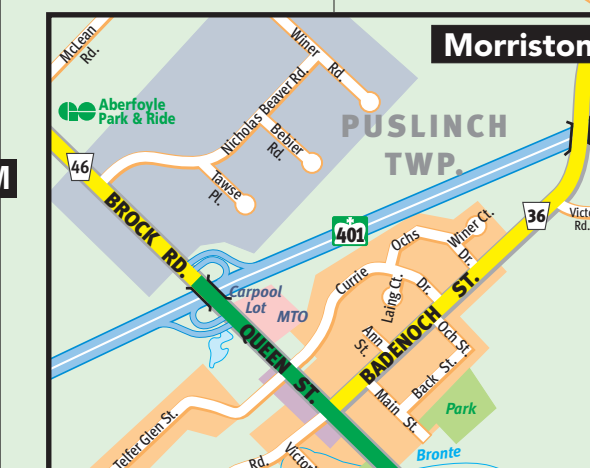 Morriston
McLean
Rd.
Winer
Rd.
Aberfoyle
Park & Ride
Nicholas Beaver Rd.
PUSLINCH
TWP.
Bebier
Rd.
46
Tawse
Pl.
M
BROCK RD.
36
Victo
Rd.
401
Ochs
Winer Ct.
Dr.
Currie
Dr.
Laing Ct.
Carpool
Lot
MTO
QUEEN ST.
BADENOCH ST.
Ann
St.
Och St.
Back St.
Main St.
Park
Telfer Glen St.
Victor
Rd.
Bronte